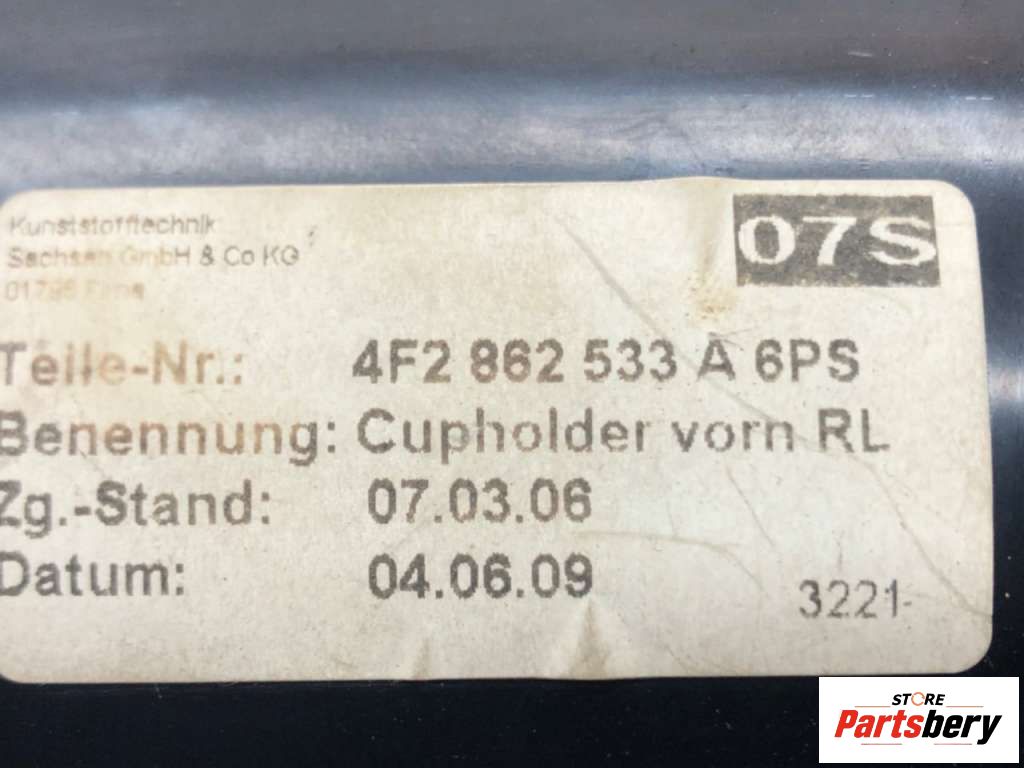 Kunststofftechnik
Sachsen GmbH & Co KG
07S
Teile-Nr.: 4F2 862 533 A 6PS
Benennung: Cupholder vorn RL
Zg.-Stand: 07.03.06
Datum: 04.06.09
3221-
STORE
Partsbery